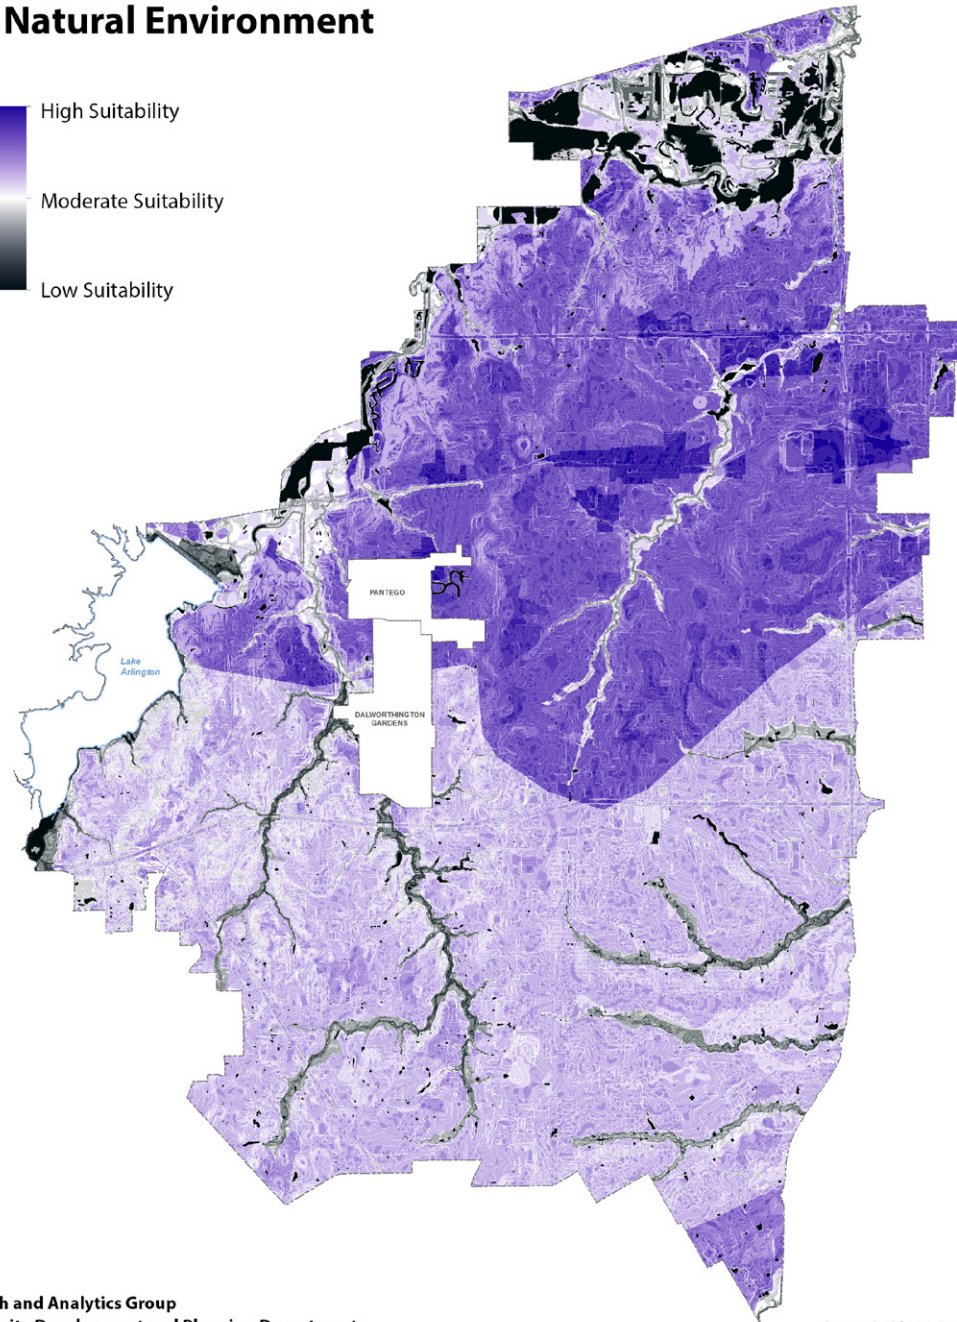 Natural Environment
High Suitability
Moderate Suitability
Low Suitability
PANTEGO
Lake
Arlington
DALWORTHINGTON
GARDENS
h and Analytics Group